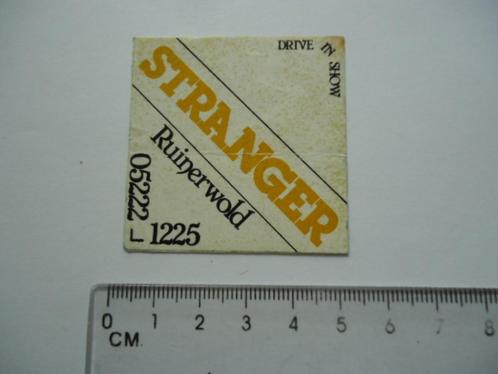 DRIVE IN SHOW
STRANGER
Ruinerwold
05222-1225
0 1 2 3 4 5 6 7 8
CM.